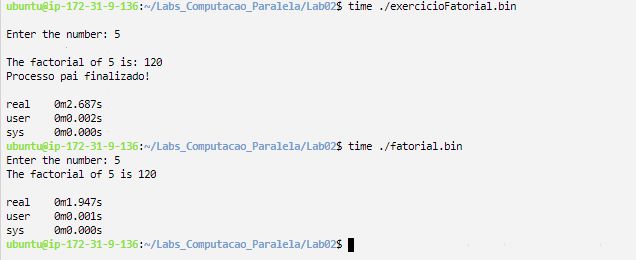 ubuntu@ip-172-31-9-136:~/Labs_Computacao_Paralela/Lab02$ time ./exercicioFatorial.bin
Enter the number: 5
The factorial of 5 is: 120
Processo pai finalizado!
real    0m2.687s
user    0m0.002s
sys     0m0.000s
ubuntu@ip-172-31-9-136:~/Labs_Computacao_Paralela/Lab02$ time ./fatorial.bin
Enter the number: 5
The factorial of 5 is 120
real    0m1.947s
user    0m0.001s
sys     0m0.000s
ubuntu@ip-172-31-9-136:~/Labs_Computacao_Paralela/Lab02$